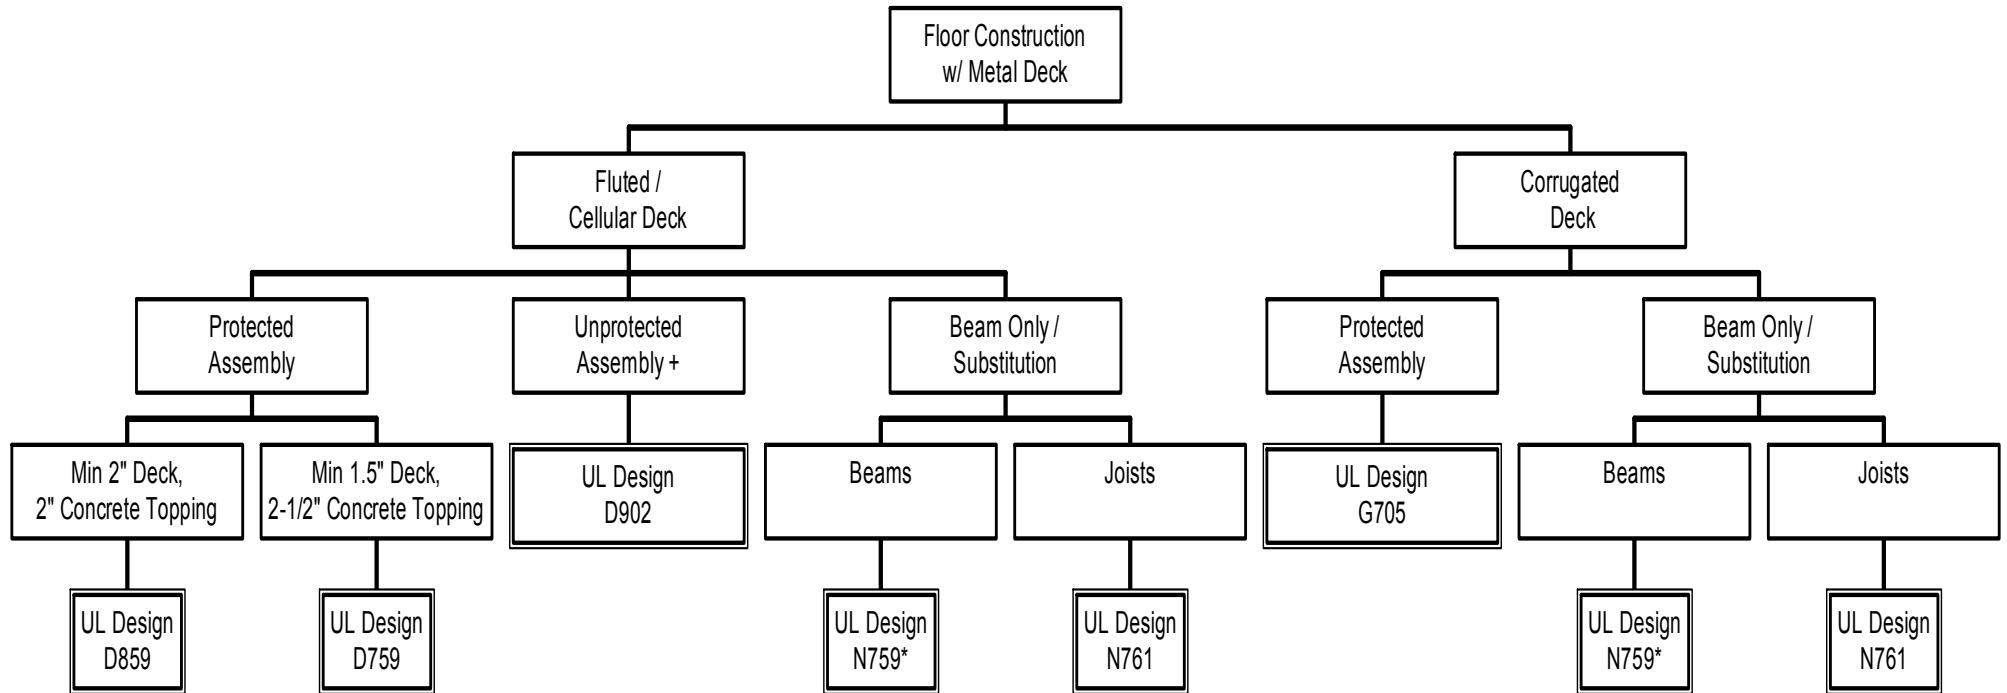 Floor Construction
w/ Metal Deck
Fluted /
Cellular Deck
Corrugated
Deck
Protected
Assembly
Unprotected
Assembly +
Beam Only /
Substitution
Protected
Assembly
Beam Only /
Substitution
Min 2" Deck,
2" Concrete Topping
Min 1.5" Deck,
2-1/2" Concrete Topping
UL Design
D902
Beams
Joists
UL Design
G705
Beams
Joists
UL Design
D859
UL Design
D759
UL Design
N759*
UL Design
N761
UL Design
N759*
UL Design
N761